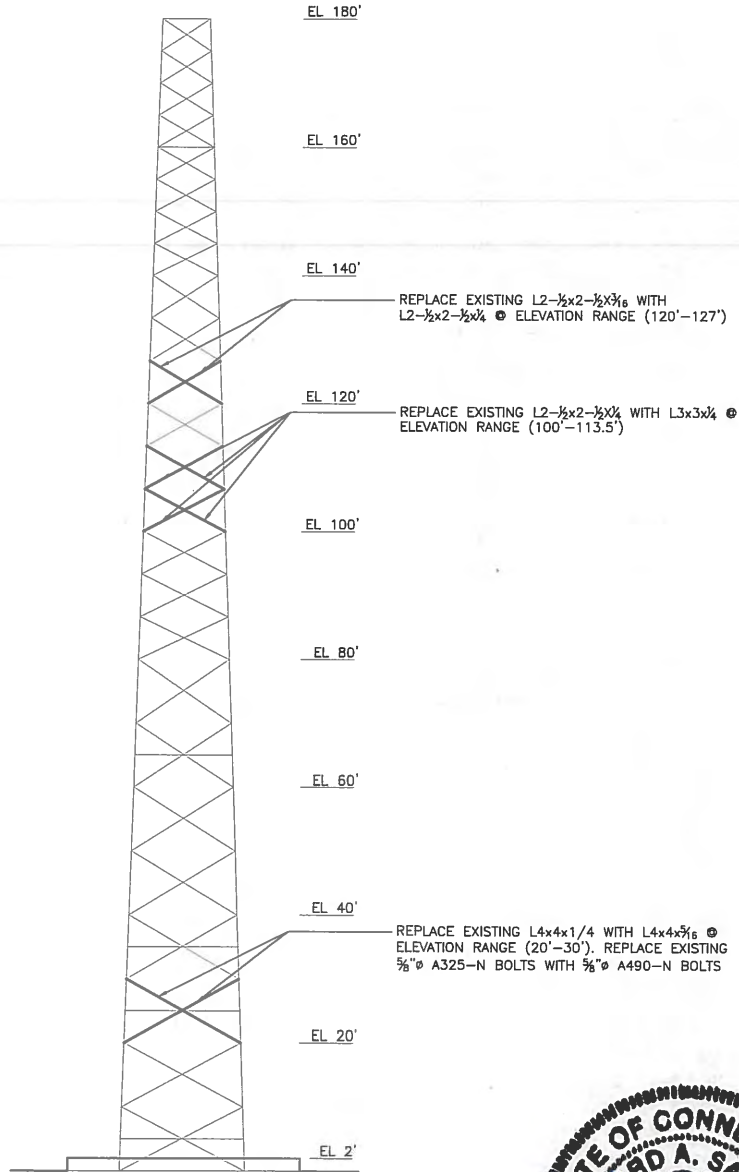 EL 180'
EL 160'
EL 140'
REPLACE EXISTING L2-½x2-½X3⁄16 WITH
L2-½x2-½x¼ @ ELEVATION RANGE (120'-127')
EL 120'
REPLACE EXISTING L2-½x2-½X¼ WITH L3x3x¼ @
ELEVATION RANGE (100'-113.5')
EL 100'
EL 80'
EL 60'
EL 40'
REPLACE EXISTING L4x4x1/4 WITH L4x4x5⁄16 @
ELEVATION RANGE (20'-30'). REPLACE EXISTING
⅝"ø A325-N BOLTS WITH ⅝"ø A490-N BOLTS
EL 20'
EL 2'
OF CONNE
A. S